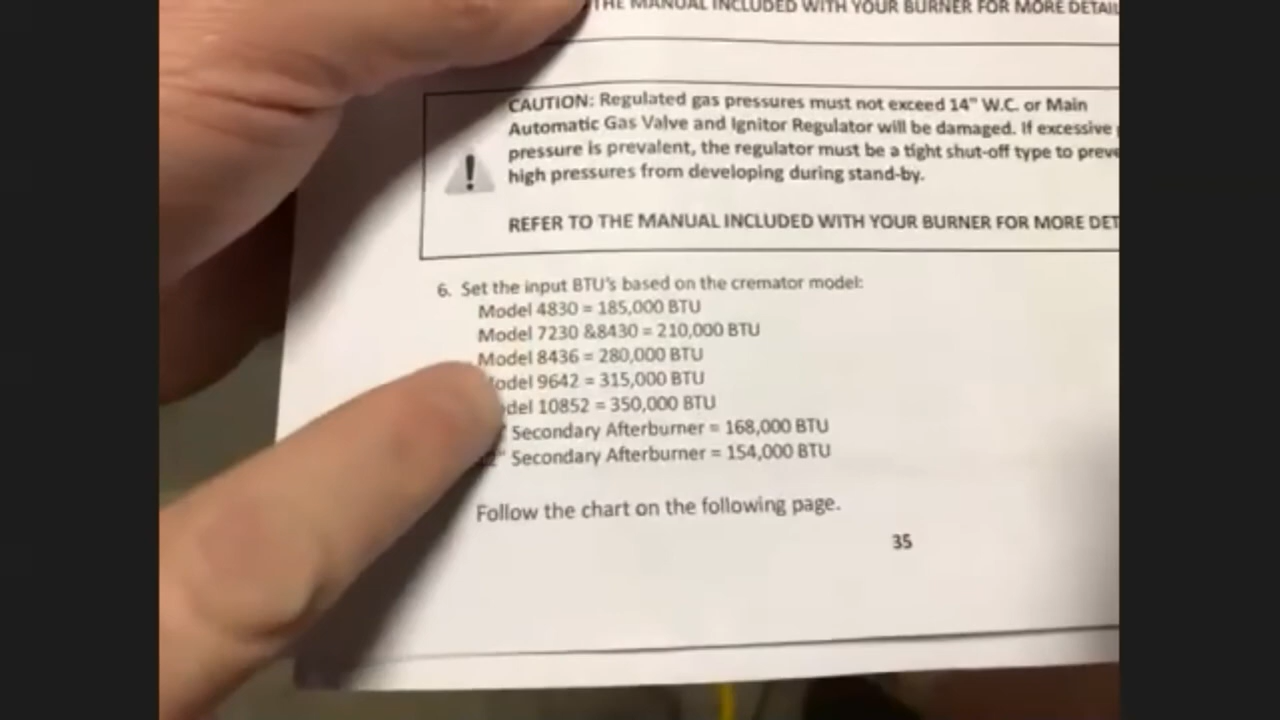 THE MANUAL INCLUDED WITH YOUR BURNER FOR MORE DETAIL
CAUTION: Regulated gas pressures must not exceed 14" W.C. or Main
Automatic Gas Valve and Ignitor Regulator will be damaged. If excessive
pressure is prevalent, the regulator must be a tight shut-off type to preve
high pressures from developing during stand-by.
REFER TO THE MANUAL INCLUDED WITH YOUR BURNER FOR MORE DET
6. Set the input BTU's based on the cremator model:
Model 4830 = 185,000 BTU
Model 7230 &8430 = 210,000 BTU
Model 8436 = 280,000 BTU
odel 9642 = 315,000 BTU
del 10852 = 350,000 BTU
Secondary Afterburner = 168,000 BTU
Secondary Afterburner = 154,000 BTU
Follow the chart on the following page.
35